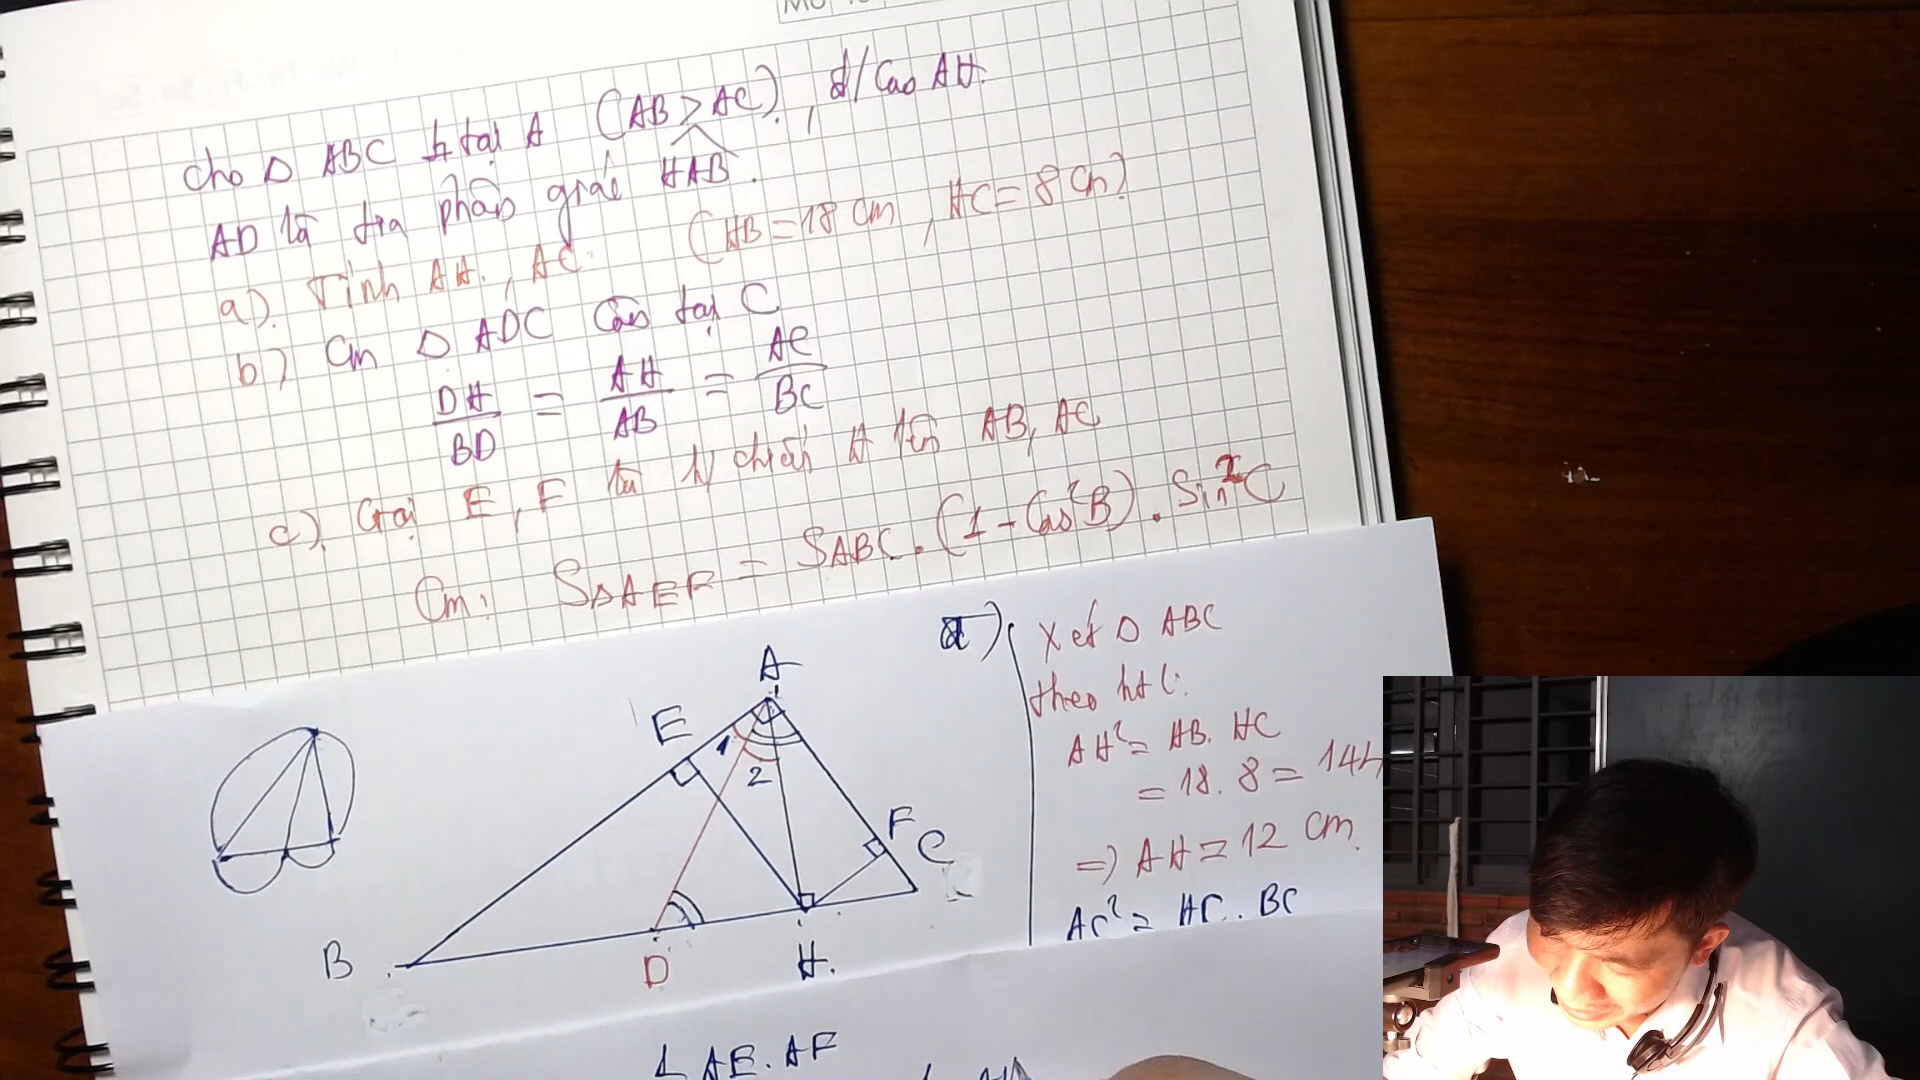 Cho Δ ABC ⊥ tại A (AB > AC), đ/cao AH.
AD là tia phân giác HAB.
a). Tính AH, AC. (HB = 18 cm, HC = 8 cm)
b) Cm Δ ADC cân tại C
DH/BD = AH/AB = AC/BC
c). Gọi E, F là h/chiếu H lên AB, AC
Cm: SΔAEF = SABC . (1 - Cos²B) . Sin²C
a) Xét Δ ABC
theo htl:
AH² = HB. HC
= 18. 8 = 144
=> AH = 12 cm.
AC² = HC. BC
A
E
1
2
F
C
B
D
H.
AE. AF